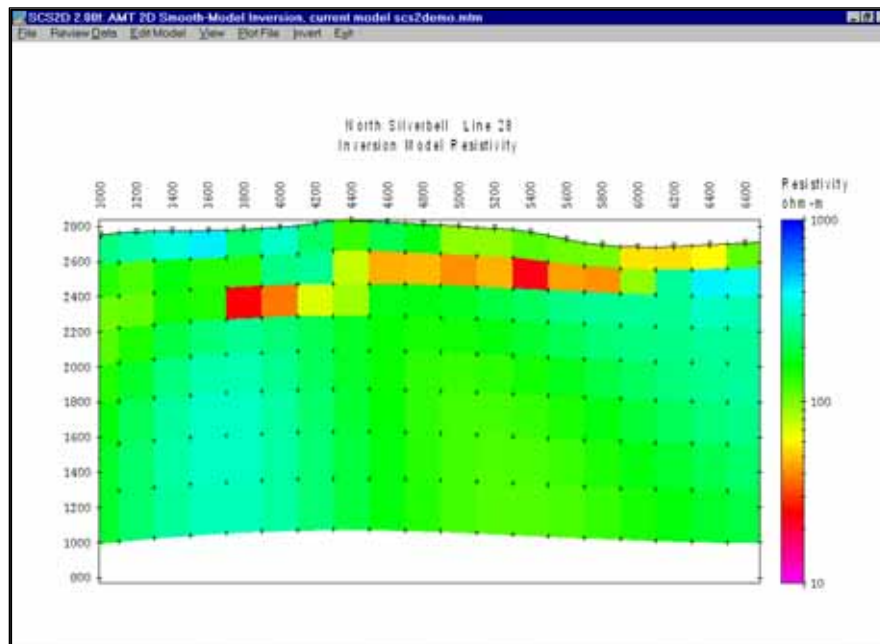 SCS2D 2.00f. AMT 2D Smooth-Model Inversion, current model scs2demo.mtm
File Review Data Edit Model View Plot File Invert Exit
North Silverbell Line 28
Inversion Model Resistivity
3000 3200 3400 3600 3800 4000 4200 4400 4600 4800 5000 5200 5400 5600 5800 6000 6200 6400 6600
Resistivity
ohm-m
2800
2600
2400
2200
2000
1800
1600
1400
1200
1000
800
1000
100
10